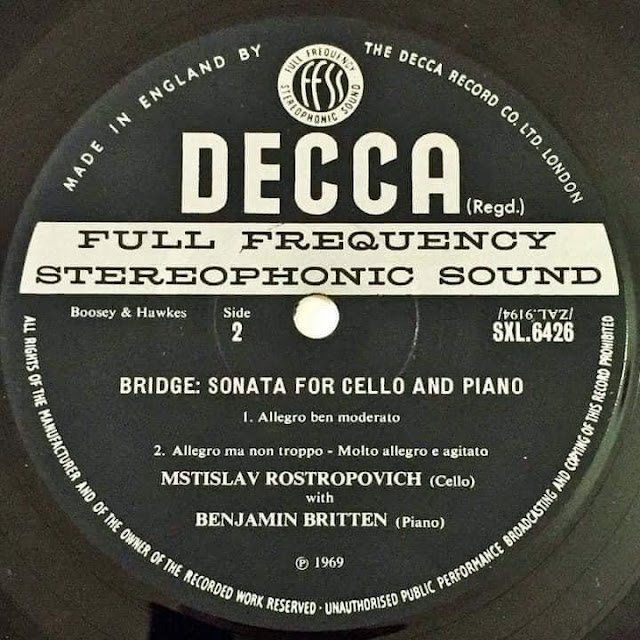 MADE IN ENGLAND BY
THE DECCA RECORD CO. LTD. LONDON
FULL FREQUENCY
FFSS
STEREOPHONIC SOUND
DECCA (Regd.)
FULL FREQUENCY
STEREOPHONIC SOUND
Boosey & Hawkes
Side
2
/ZAL.9194/
SXL.6426
BRIDGE: SONATA FOR CELLO AND PIANO
1. Allegro ben moderato
2. Allegro ma non troppo - Molto allegro e agitato
MSTISLAV ROSTROPOVICH (Cello)
with
BENJAMIN BRITTEN (Piano)
℗ 1969
ALL RIGHTS OF THE MANUFACTURER AND OF THE OWNER OF THE RECORDED WORK RESERVED · UNAUTHORISED PUBLIC PERFORMANCE BROADCASTING AND COPYING OF THIS RECORD PROHIBITED